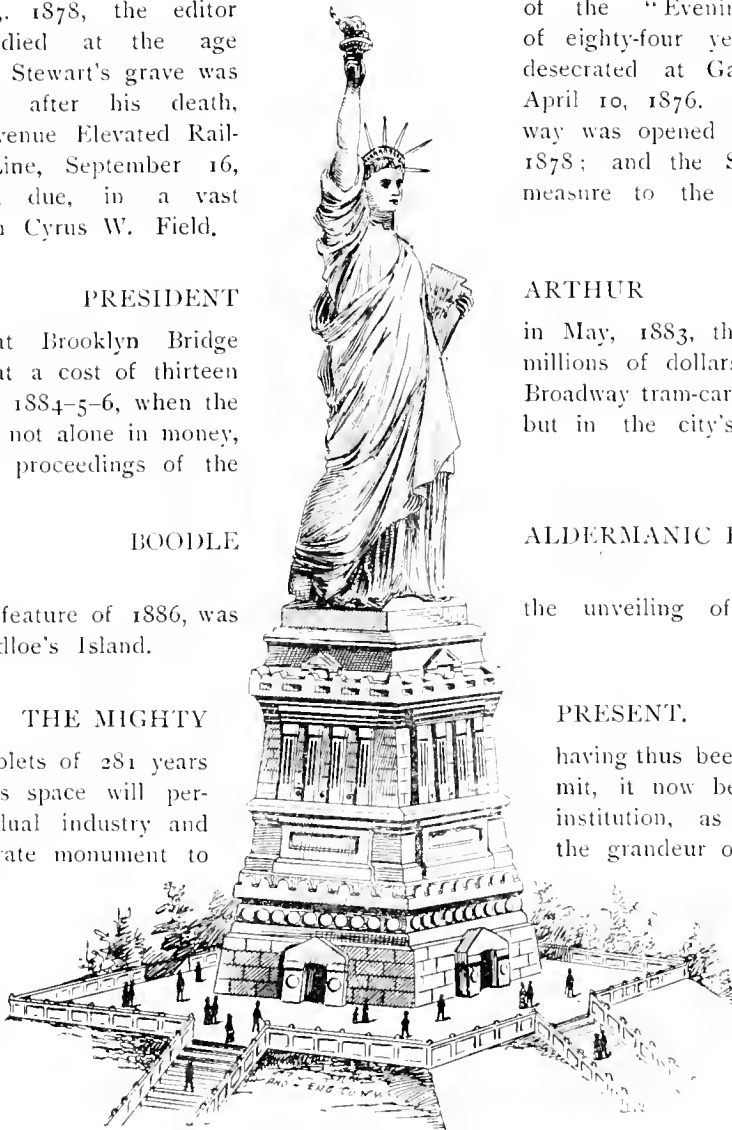 1878, the editor of the "Evenin
died at the age of eighty-four ye
Stewart's grave was desecrated at Ga
after his death, April 10, 1876.
venue Elevated Rail- way was opened
ine, September 16, 1878; and the S
due, in a vast measure to the
Cyrus W. Field.
PRESIDENT ARTHUR
at Brooklyn Bridge in May, 1883, th
at a cost of thirteen millions of dollars
1884-5-6, when the Broadway tram-car
not alone in money, but in the city's
proceedings of the
BOODLE ALDERMANIC
feature of 1886, was the unveiling of
dloe's Island.
THE MIGHTY PRESENT.
blets of 281 years having thus bee
s space will per- mit, it now be
dual industry and institution, as
rate monument to the grandeur o